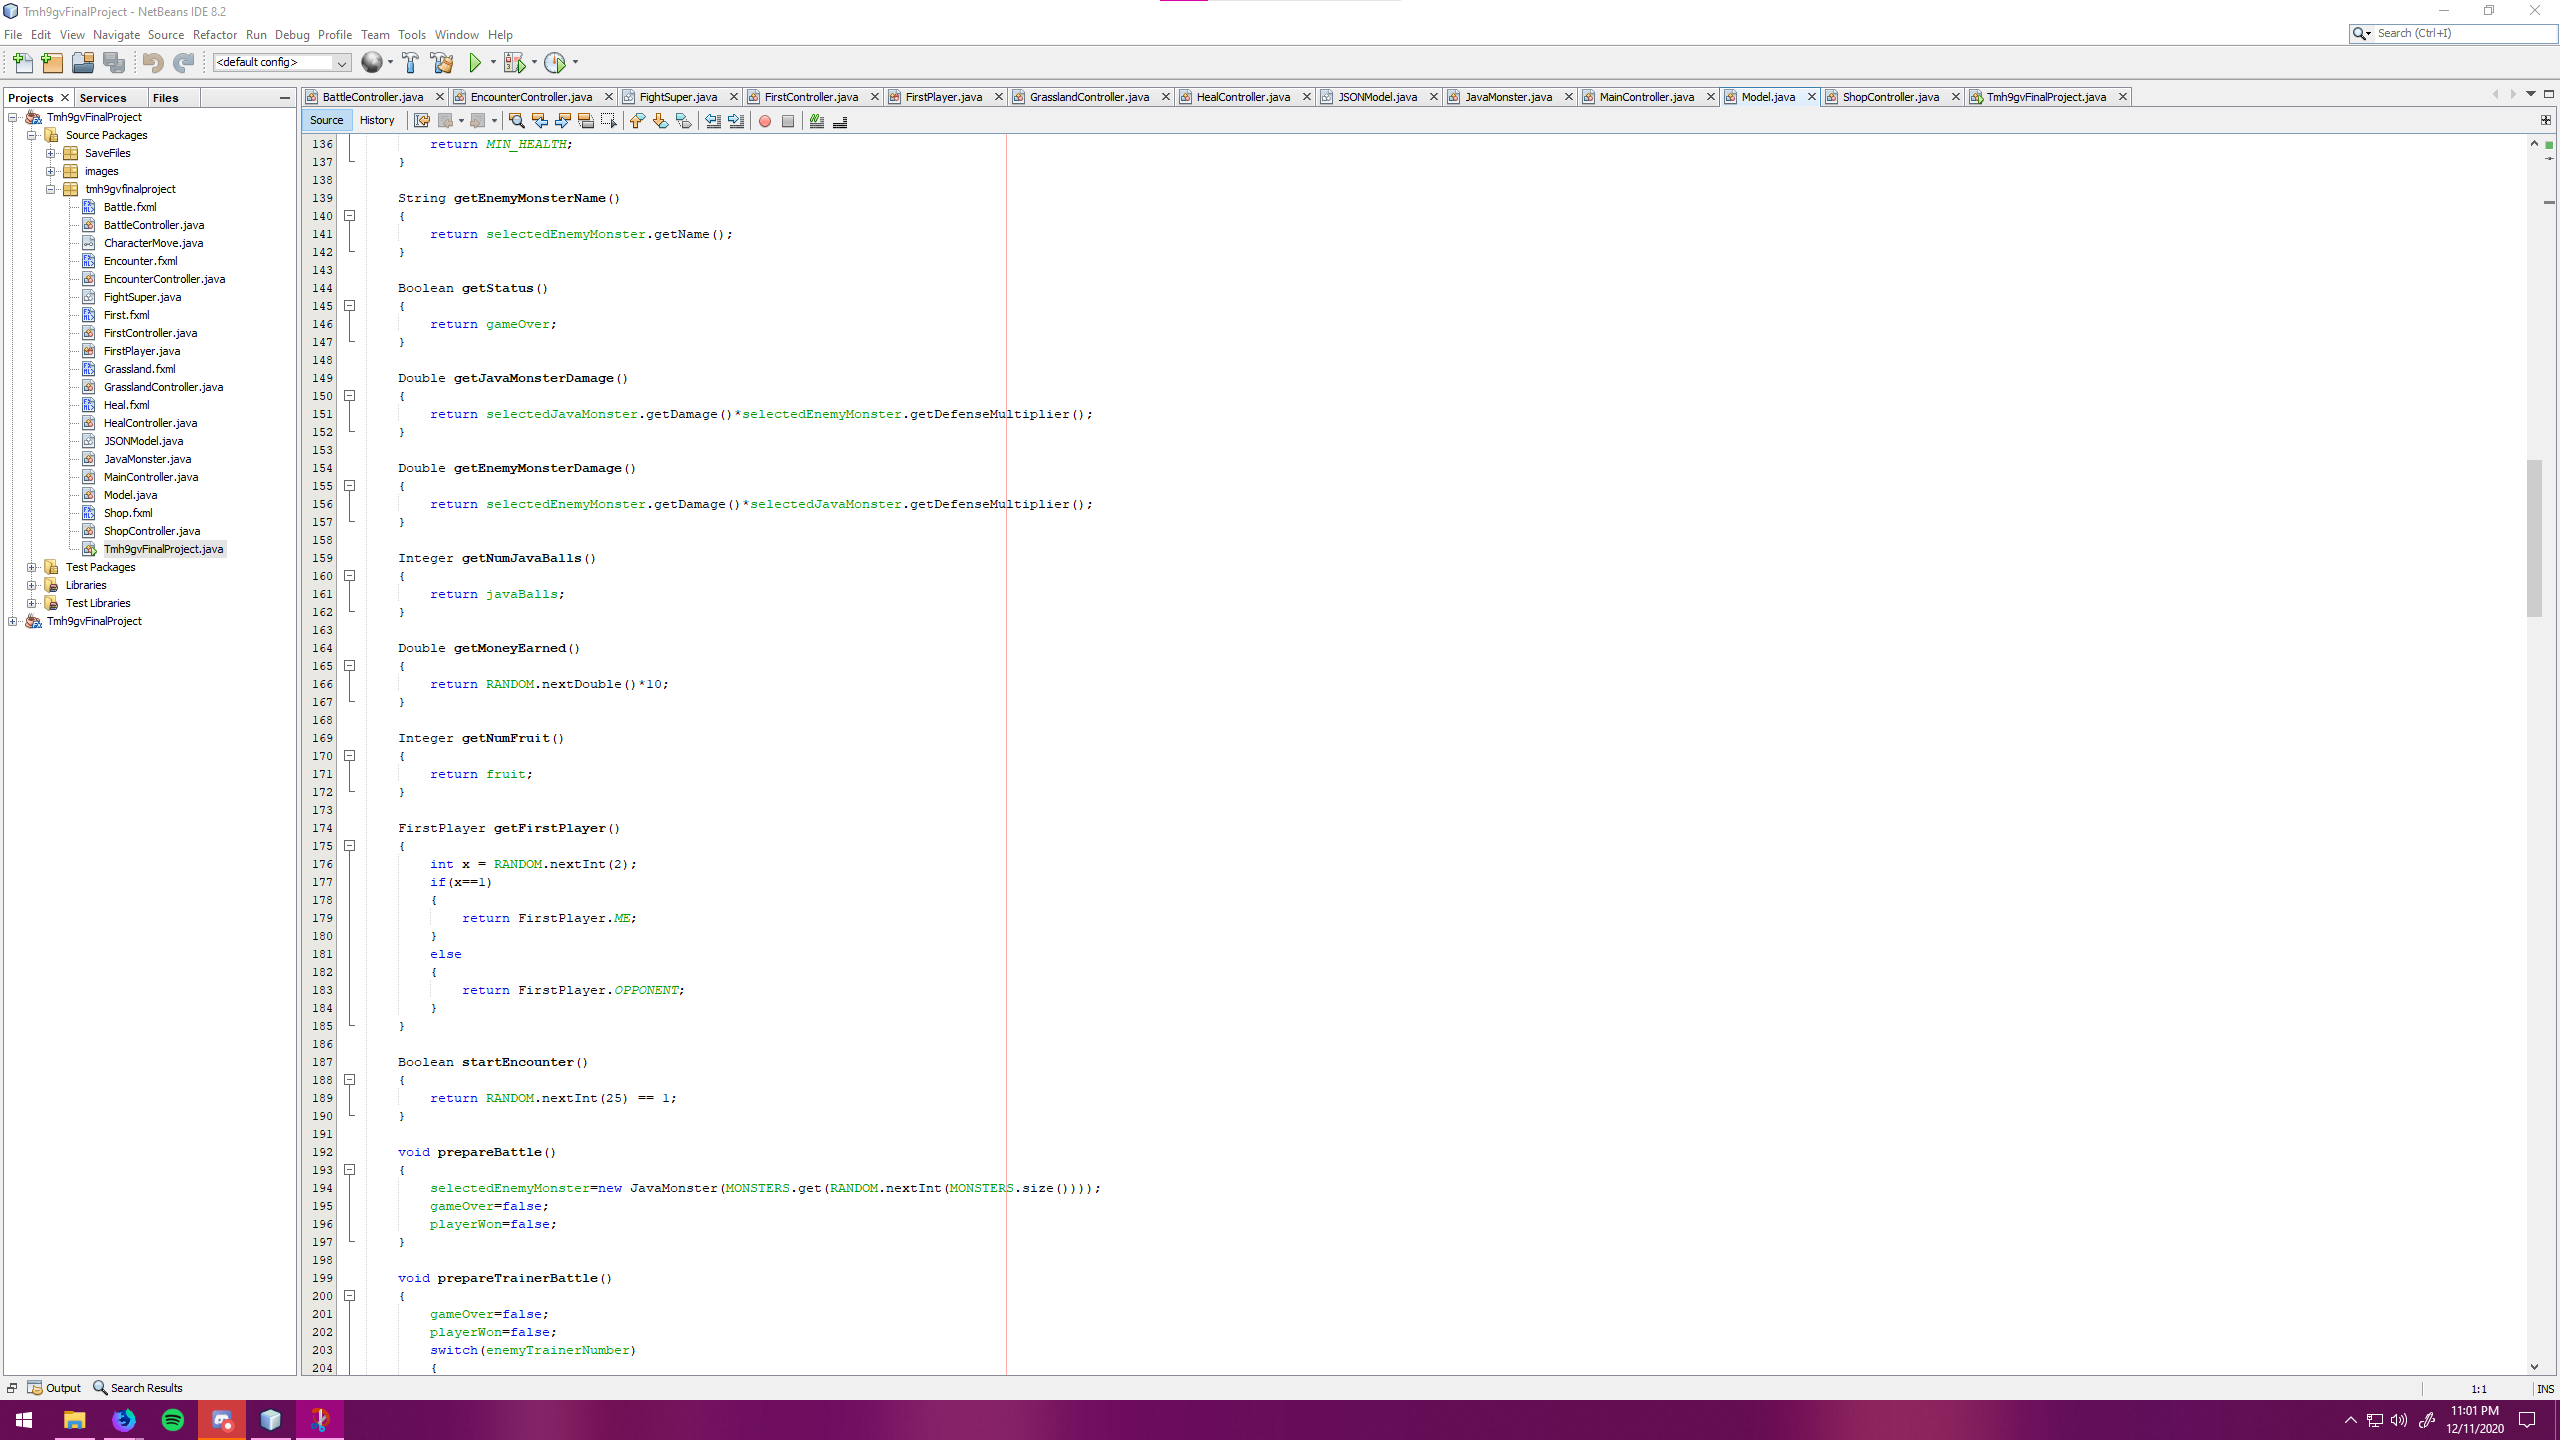 Tmh9gvFinalProject - NetBeans IDE 8.2
File Edit View Navigate Source Refactor Run Debug Profile Team Tools Window Help
Search (Ctrl+I)
<default config>
Projects Services Files
BattleController.java EncounterController.java FightSuper.java FirstController.java FirstPlayer.java GrasslandController.java HealController.java JSONModel.java JavaMonster.java MainController.java Model.java ShopController.java Tmh9gvFinalProject.java
Source History
Tmh9gvFinalProject
Source Packages
SaveFiles
images
tmh9gvfinalproject
Battle.fxml
BattleController.java
CharacterMove.java
Encounter.fxml
EncounterController.java
FightSuper.java
First.fxml
FirstController.java
FirstPlayer.java
Grassland.fxml
GrasslandController.java
Heal.fxml
HealController.java
JSONModel.java
JavaMonster.java
MainController.java
Model.java
Shop.fxml
ShopController.java
Tmh9gvFinalProject.java
Test Packages
Libraries
Test Libraries
Tmh9gvFinalProject
136 return MIN_HEALTH;
137 }
138
139 String getEnemyMonsterName()
140 {
141 return selectedEnemyMonster.getName();
142 }
143
144 Boolean getStatus()
145 {
146 return gameOver;
147 }
148
149 Double getJavaMonsterDamage()
150 {
151 return selectedJavaMonster.getDamage()*selectedEnemyMonster.getDefenseMultiplier();
152 }
153
154 Double getEnemyMonsterDamage()
155 {
156 return selectedEnemyMonster.getDamage()*selectedJavaMonster.getDefenseMultiplier();
157 }
158
159 Integer getNumJavaBalls()
160 {
161 return javaBalls;
162 }
163
164 Double getMoneyEarned()
165 {
166 return RANDOM.nextDouble()*10;
167 }
168
169 Integer getNumFruit()
170 {
171 return fruit;
172 }
173
174 FirstPlayer getFirstPlayer()
175 {
176 int x = RANDOM.nextInt(2);
177 if(x==1)
178 {
179 return FirstPlayer.ME;
180 }
181 else
182 {
183 return FirstPlayer.OPPONENT;
184 }
185 }
186
187 Boolean startEncounter()
188 {
189 return RANDOM.nextInt(25) == 1;
190 }
191
192 void prepareBattle()
193 {
194 selectedEnemyMonster=new JavaMonster(MONSTERS.get(RANDOM.nextInt(MONSTERS.size())));
195 gameOver=false;
196 playerWon=false;
197 }
198
199 void prepareTrainerBattle()
200 {
201 gameOver=false;
202 playerWon=false;
203 switch(enemyTrainerNumber)
204 {
Output Search Results
1:1 INS
11:01 PM
12/11/2020